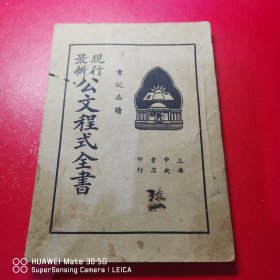 書記必讀
現行
最新
公文程式全書
上海
中央
書店
印行
HUAWEI Mate 30 5G
SuperSensing Camera | LEICA